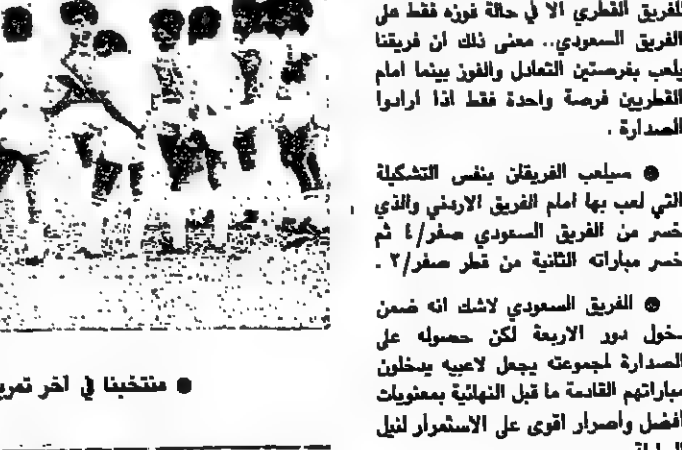 الفريق القطري الا في حالة فوزه فقط على
الفريق السعودي.. معنى ذلك ان فريقنا
يلعب بفرصتين التعادل والفوز بينما امام
القطريين فرصة واحدة فقط اذا ارادوا
الصدارة .
● سيلعب الفريقان بنفس التشكيلة
التي لعب بها امام الفريق الاردني والذي
خسر من الفريق السعودي صفر/٤ ثم
خسر مباراته الثانية من قطر صفر/٢ .
● الفريق السعودي لاشك انه ضمن
دخول دور الاربعة لكن حصوله على
الصدارة لمجموعته يجعل لاعبيه يدخلون
مباراتهم القادمة ما قبل النهائية بمعنويات
أفضل واصرار اقوى على الاستمرار لنيل
● منتخبنا في آخر